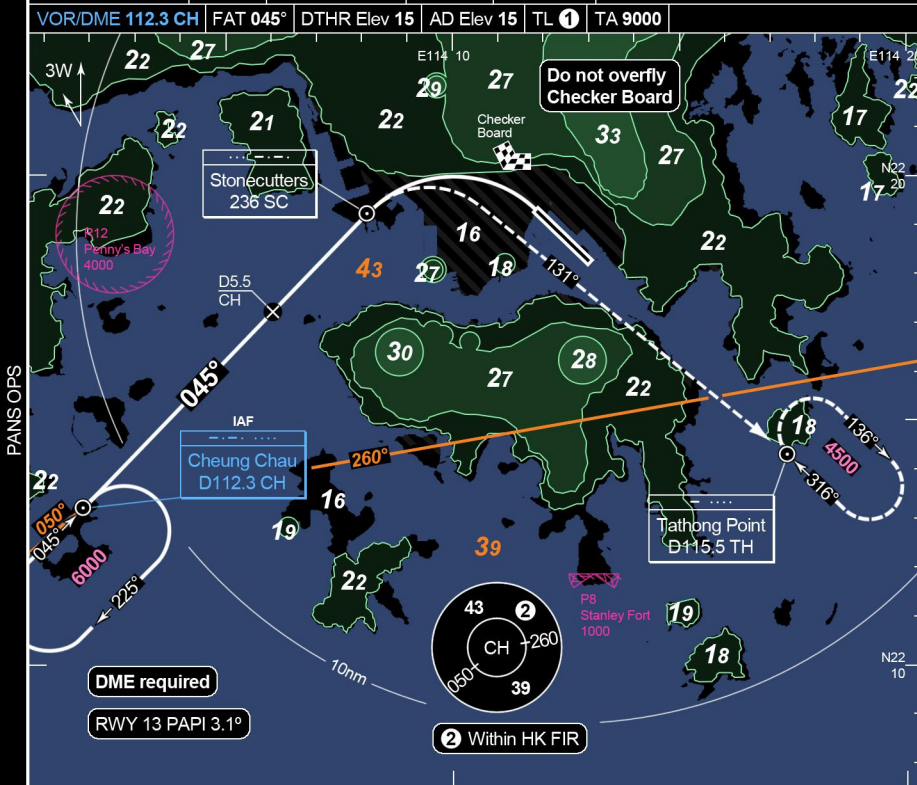 VOR/DME 112.3 CH FAT 045° DTHR Elev 15 AD Elev 15 TL 1 TA 9000
E114 10
E114 2
3W
22
27
27
29
22
Do not overfly
Checker Board
Checker
Board
33
27
17
22
22
21
N22
20
17
Stonecutters
236 SC
22
R12
Penny's Bay
4000
16
22
43
27
18
131°
D5.5
CH
30
28
27
22
045°
PANS OPS
IAF
Cheung Chau
D112.3 CH
260°
18
136°
4500
316°
22
050°
045°
6000
225°
16
19
39
Tathong Point
D115.5 TH
22
P8
Stanley Fort
1000
19
18
43
2
CH
260
050
39
10nm
N22
10
DME required
RWY 13 PAPI 3.1º
2 Within HK FIR